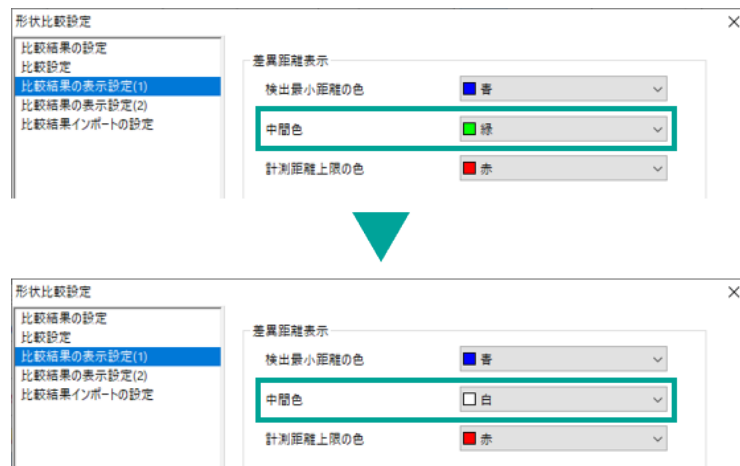 形状比較設定
比較結果の設定
比較設定
比較結果の表示設定(1)
比較結果の表示設定(2)
比較結果インポートの設定
差異距離表示
検出最小距離の色 青
中間色 緑
計測距離上限の色 赤
形状比較設定
比較結果の設定
比較設定
比較結果の表示設定(1)
比較結果の表示設定(2)
比較結果インポートの設定
差異距離表示
検出最小距離の色 青
中間色 白
計測距離上限の色 赤